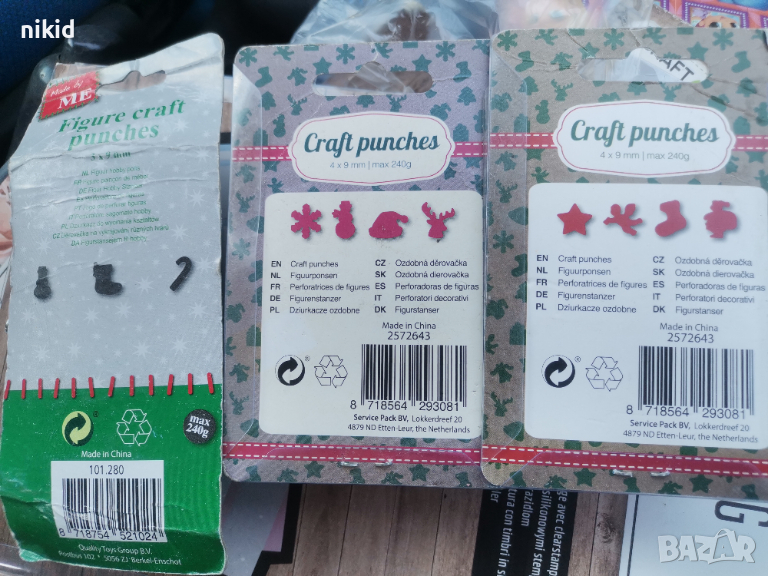 nikid
Made by
ME
Figure craft
punches
Made in China
101.280
max
240g
8 718754 521024
Quality Toys Group B.V.
Postbus 102 * 5056 ZJ Berkel-Enschot
Craft punches
4 x 9 mm | max 240g
EN Craft punches
NL Figuurponsen
FR Perforatrices de figures
DE Figurenstanzer
PL Dziurkacze ozdobne
CZ Ozdobná děrovačka
SK Ozdobná dierovačka
ES Perforadoras de figuras
IT Perforatori decorativi
DK Figurstanser
Made in China
2572643
8 718564 293081
Service Pack BV, Lokkerdreef 20
4879 ND Etten-Leur, the Netherlands
Craft punches
4 x 9 mm | max 240g
EN Craft punches
NL Figuurponsen
FR Perforatrices de figures
DE Figurenstanzer
PL Dziurkacze ozdobne
CZ Ozdobná děrovačka
SK Ozdobná dierovačka
ES Perforadoras de figuras
IT Perforatori decorativi
DK Figurstanser
Made in China
2572643
8 718564 293081
Service Pack BV, Lokkerdreef 20
4879 ND Etten-Leur, the Netherlands
BAZAR